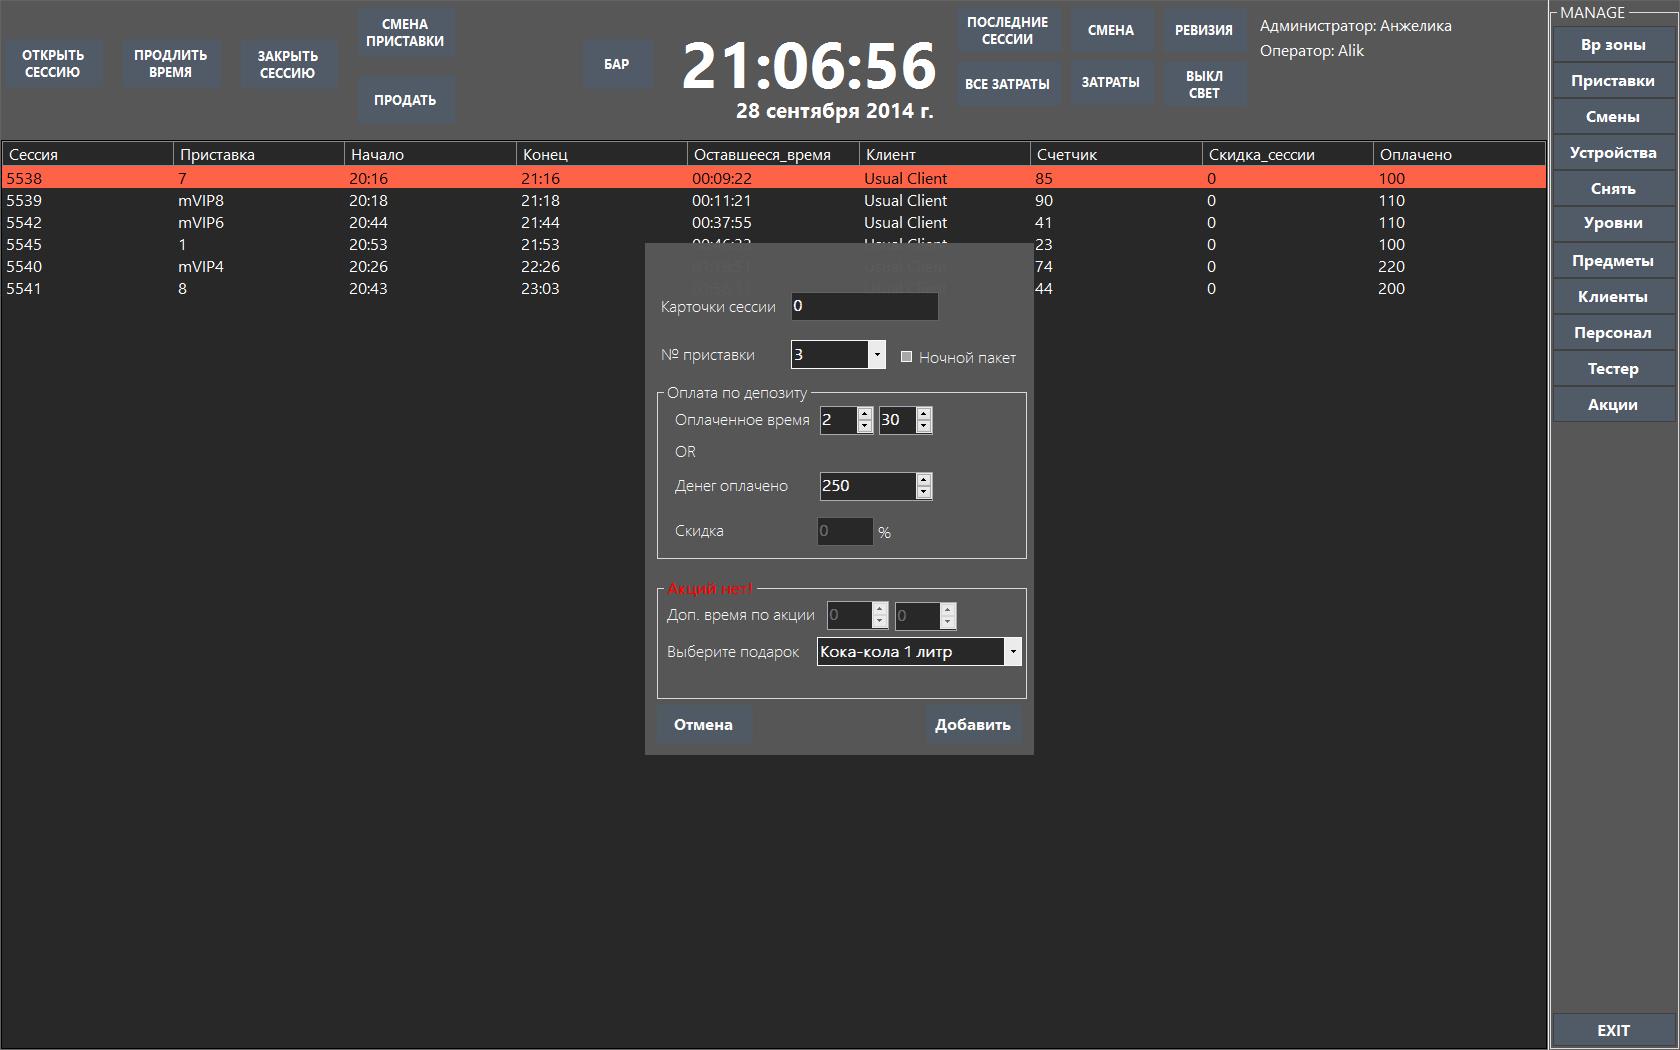 ОТКРЫТЬ
СЕССИЮ
ПРОДЛИТЬ
ВРЕМЯ
ЗАКРЫТЬ
СЕССИЮ
СМЕНА
ПРИСТАВКИ
ПРОДАТЬ
БАР
21:06:56
28 сентября 2014 г.
ПОСЛЕДНИЕ
СЕССИИ
СМЕНА
РЕВИЗИЯ
ВСЕ ЗАТРАТЫ
ЗАТРАТЫ
ВЫКЛ
СВЕТ
Администратор: Анжелика
Оператор: Alik
Сессия Приставка Начало Конец Оставшееся_время Клиент Счетчик Скидка_сессии Оплачено
5538 7 20:16 21:16 00:09:22 Usual Client 85 0 100
5539 mVIP8 20:18 21:18 00:11:21 Usual Client 90 0 110
5542 mVIP6 20:44 21:44 00:37:55 Usual Client 41 0 110
5545 1 20:53 21:53 Usual Client 23 0 100
5540 mVIP4 20:26 22:26 Usual Client 74 0 220
5541 8 20:43 23:03 44 0 200
Карточки сессии 0
№ приставки 3 Ночной пакет
Оплата по депозиту
Оплаченное время 2 30
OR
Денег оплачено 250
Скидка 0 %
Акций нет!
Доп. время по акции 0 0
Выберите подарок Кока-кола 1 литр
Отмена Добавить
MANAGE
Вр зоны
Приставки
Смены
Устройства
Снять
Уровни
Предметы
Клиенты
Персонал
Тестер
Акции
EXIT